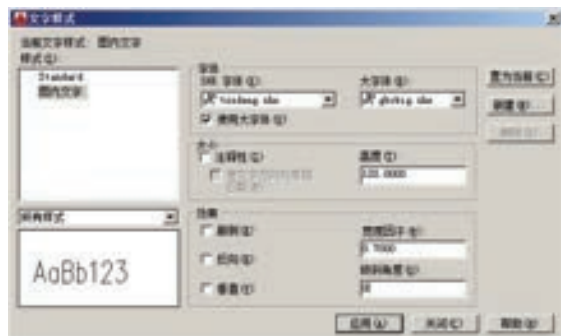 文字样式
当前文字样式: 图内文字
样式(S):
Standard
图内文字
字体
SHX 字体(X):
大字体(B):
使用大字体(U)
大小
注释性(I)
高度(T)
所有样式
AaBb123
效果
颠倒(E)
反向(K)
垂直(V)
宽度因子(W):
0.7000
倾斜角度(O):
0
置为当前(C)
新建(N)...
应用(A)
关闭(C)
帮助(H)